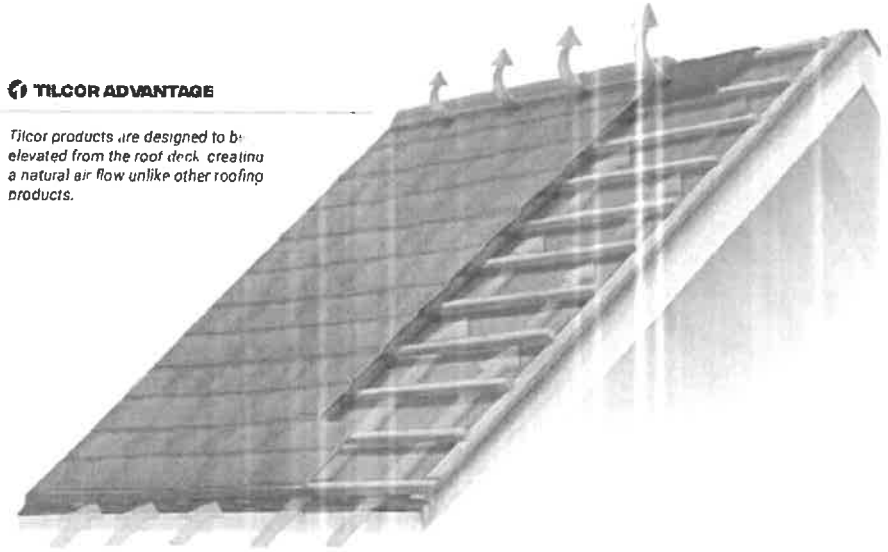 TILCOR ADVANTAGE
Tilcor products are designed to be
elevated from the roof deck creating
a natural air flow unlike other roofing
products.